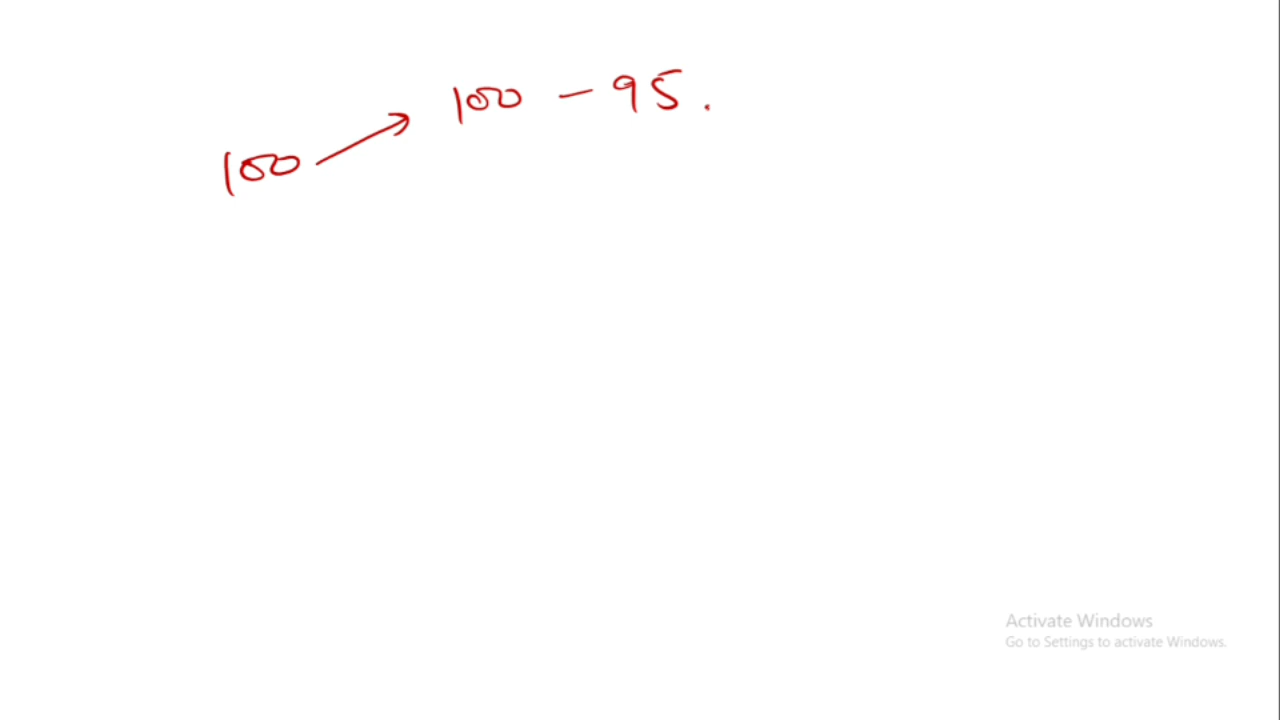 100 → 100 - 95.
Activate Windows
Go to Settings to activate Windows.